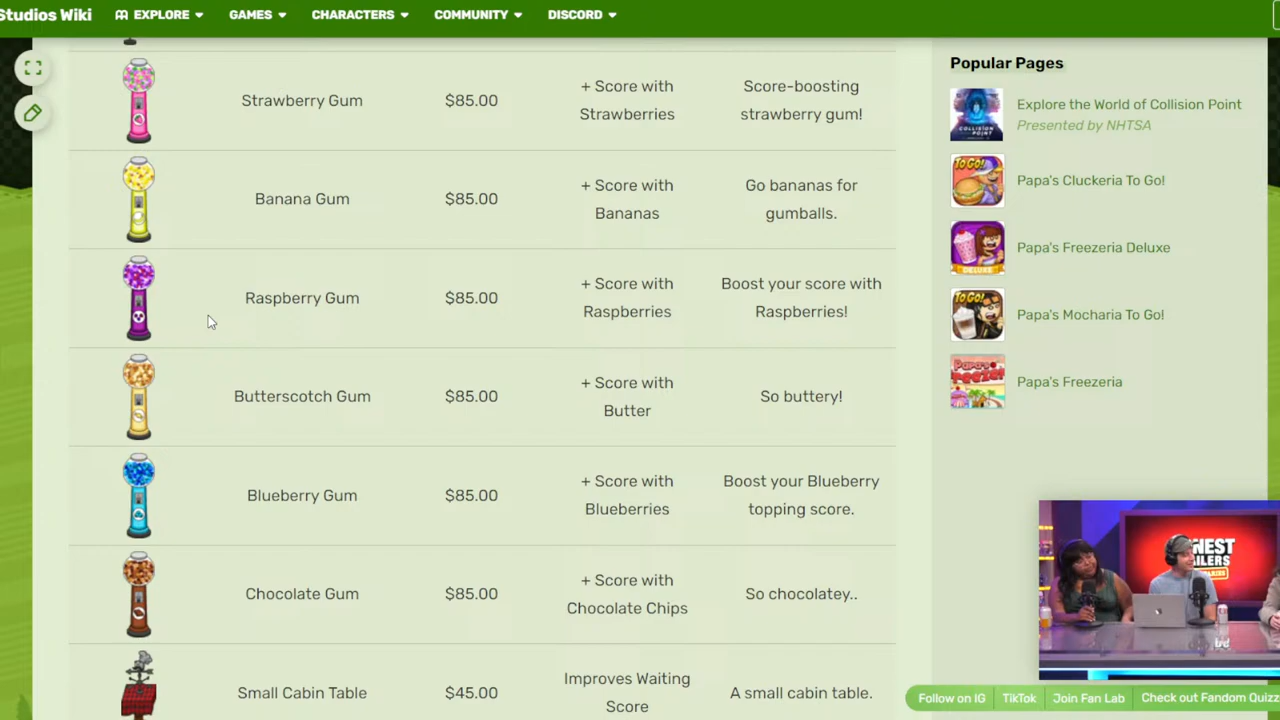 Studios Wiki EXPLORE GAMES CHARACTERS COMMUNITY DISCORD
Strawberry Gum $85.00 + Score with Strawberries Score-boosting strawberry gum!
Banana Gum $85.00 + Score with Bananas Go bananas for gumballs.
Raspberry Gum $85.00 + Score with Raspberries Boost your score with Raspberries!
Butterscotch Gum $85.00 + Score with Butter So buttery!
Blueberry Gum $85.00 + Score with Blueberries Boost your Blueberry topping score.
Chocolate Gum $85.00 + Score with Chocolate Chips So chocolatey..
Small Cabin Table $45.00 Improves Waiting Score A small cabin table.
Popular Pages
Explore the World of Collision Point
Presented by NHTSA
Papa's Cluckeria To Go!
Papa's Freezeria Deluxe
Papa's Mocharia To Go!
Papa's Freezeria
Follow on IG TikTok Join Fan Lab Check out Fandom Quizz